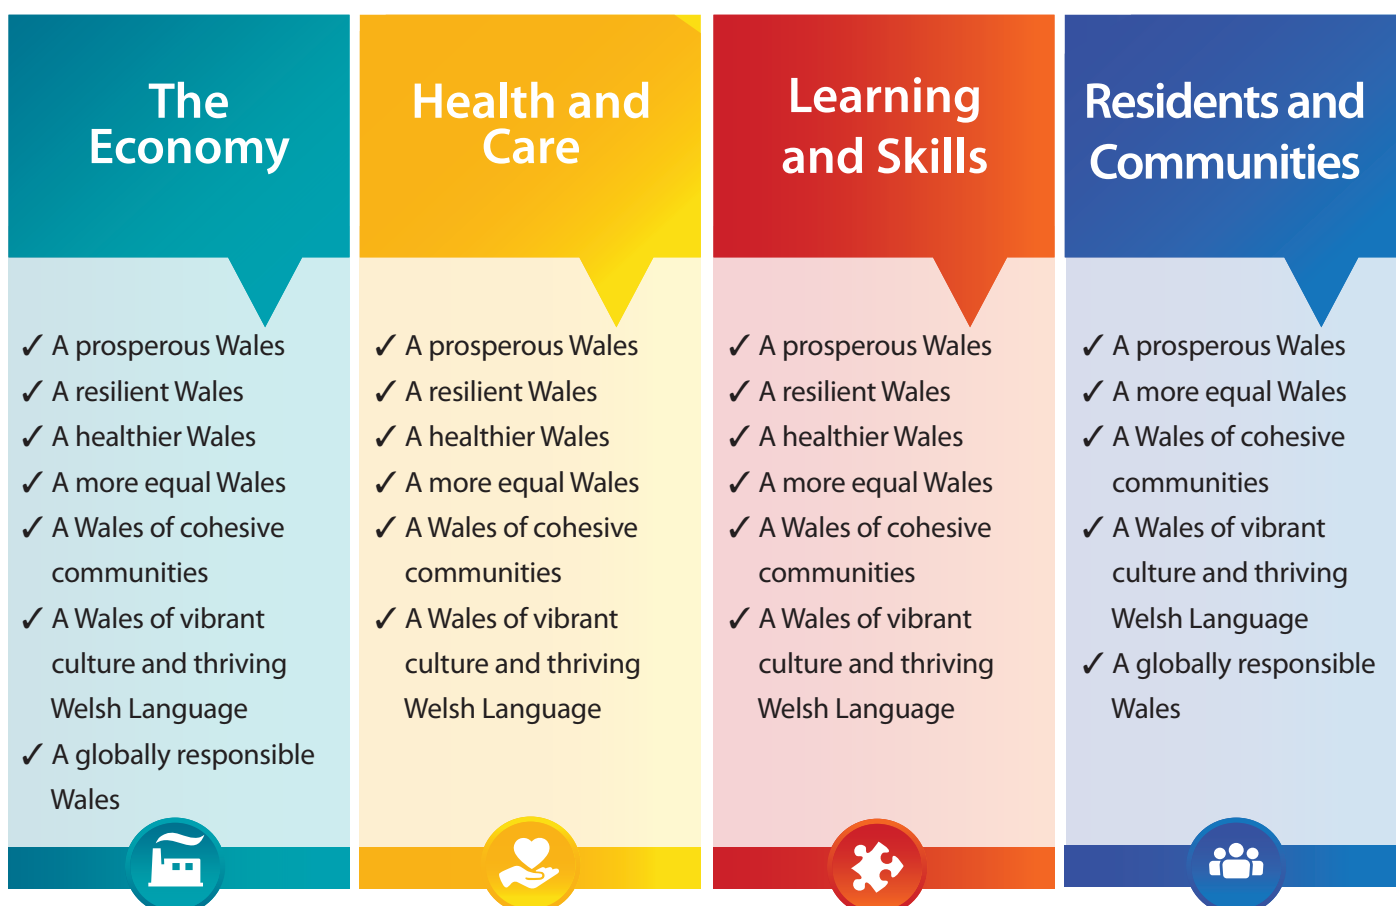 The
Economy
✓ A prosperous Wales
✓ A resilient Wales
✓ A healthier Wales
✓ A more equal Wales
✓ A Wales of cohesive
communities
✓ A Wales of vibrant
culture and thriving
Welsh Language
✓ A globally responsible
Wales
Health and
Care
✓ A prosperous Wales
✓ A resilient Wales
✓ A healthier Wales
✓ A more equal Wales
✓ A Wales of cohesive
communities
✓ A Wales of vibrant
culture and thriving
Welsh Language
Learning
and Skills
✓ A prosperous Wales
✓ A resilient Wales
✓ A healthier Wales
✓ A more equal Wales
✓ A Wales of cohesive
communities
✓ A Wales of vibrant
culture and thriving
Welsh Language
Residents and
Communities
✓ A prosperous Wales
✓ A more equal Wales
✓ A Wales of cohesive
communities
✓ A Wales of vibrant
culture and thriving
Welsh Language
✓ A globally responsible
Wales